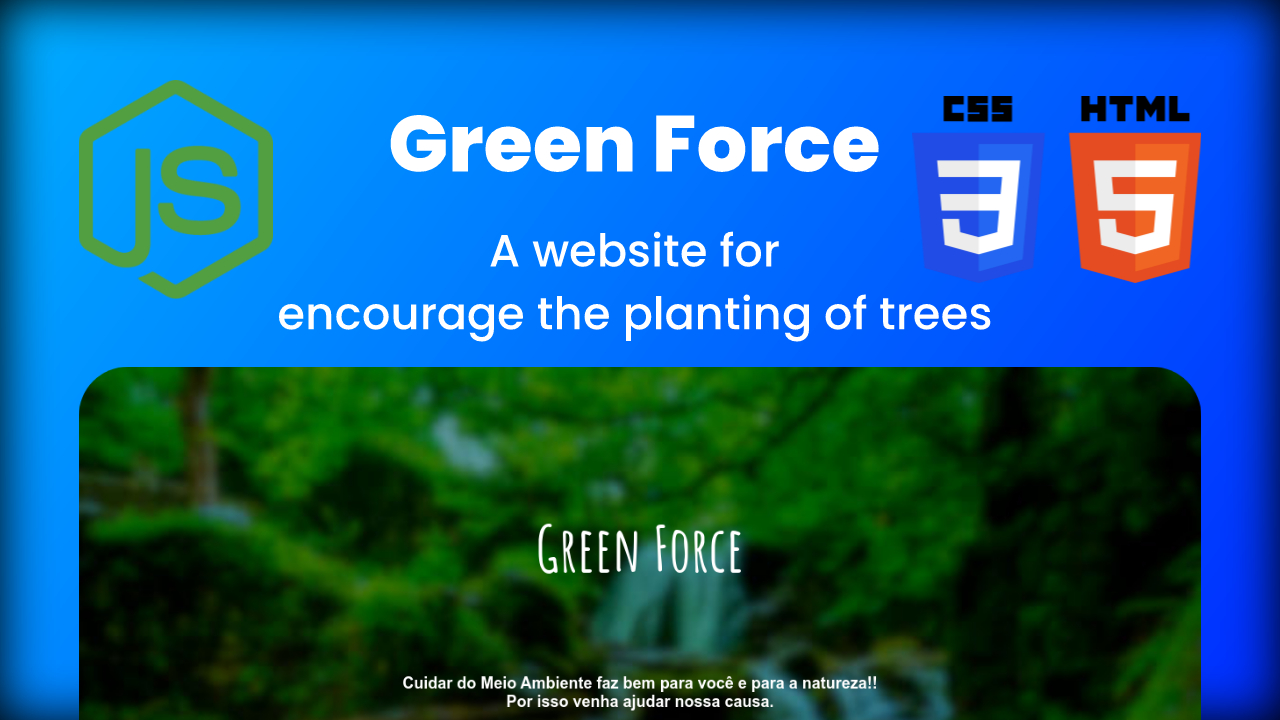 JS
Green Force
CSS
3
HTML
5
A website for
encourage the planting of trees
Green Force
Cuidar do Meio Ambiente faz bem para você e para a natureza!!
Por isso venha ajudar nossa causa.